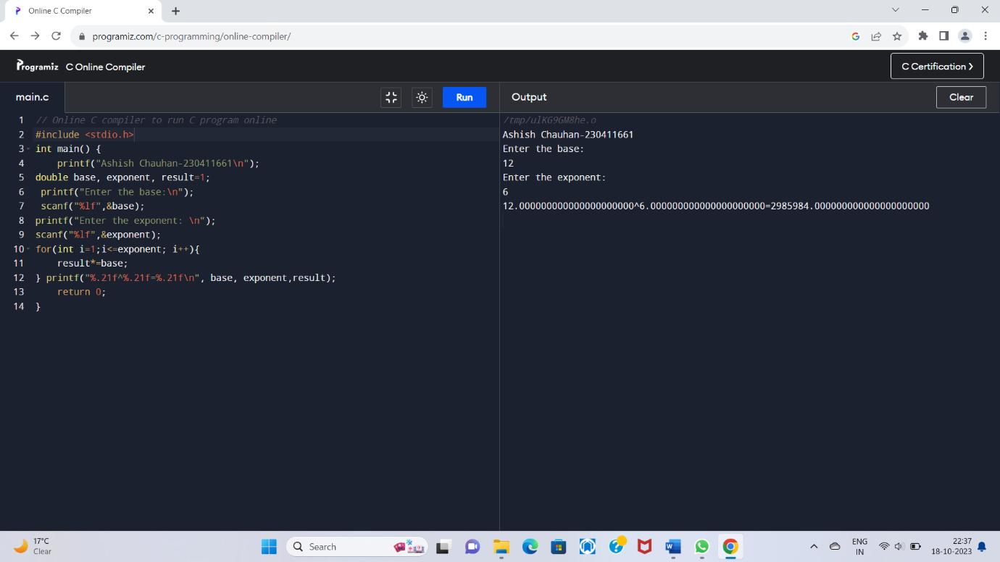 Online C Compiler
programiz.com/c-programming/online-compiler/
Programiz C Online Compiler
C Certification >
main.c
Run
Output
Clear
1 // Online C compiler to run C program online
2 #include <stdio.h>
3 int main() {
4     printf("Ashish Chauhan-230411661\n");
5 double base, exponent, result=1;
6  printf("Enter the base:\n");
7  scanf("%lf",&base);
8 printf("Enter the exponent: \n");
9 scanf("%lf",&exponent);
10 for(int i=1;i<=exponent; i++){
11     result*=base;
12 } printf("%.21f^%.21f=%.21f\n", base, exponent,result);
13     return 0;
14 }
/tmp/ulKG9GM8he.o
Ashish Chauhan-230411661
Enter the base:
12
Enter the exponent:
6
12.000000000000000000000^6.000000000000000000000=2985984.000000000000000000000
17°C
Clear
Search
ENG
IN
22:37
18-10-2023